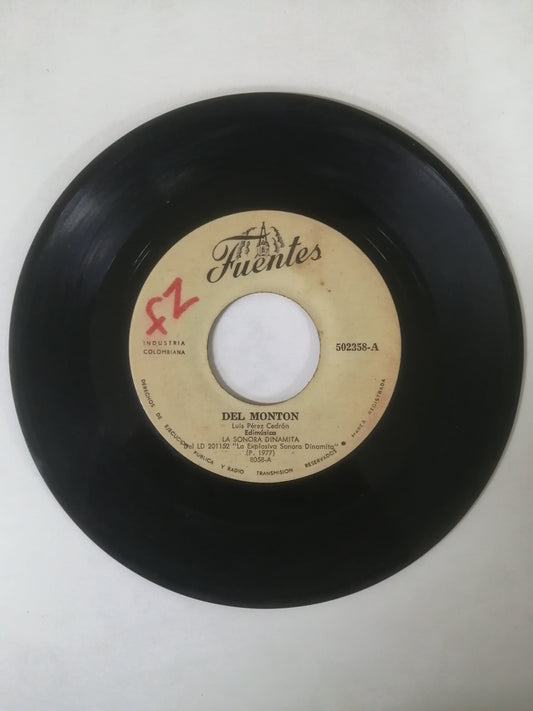 Fuentes
INDUSTRIA
COLOMBIANA
502358-A
DEL MONTON
Luis Pérez Cedrón
Edimúsica
LA SONORA DINAMITA
Del LD 201152 "La Explosiva Sonora Dinamita"
(P. 1977)
8058-A
DERECHOS DE EJECUCION PUBLICA Y RADIO TRANSMISION RESERVADOS • MARCA REGISTRADA